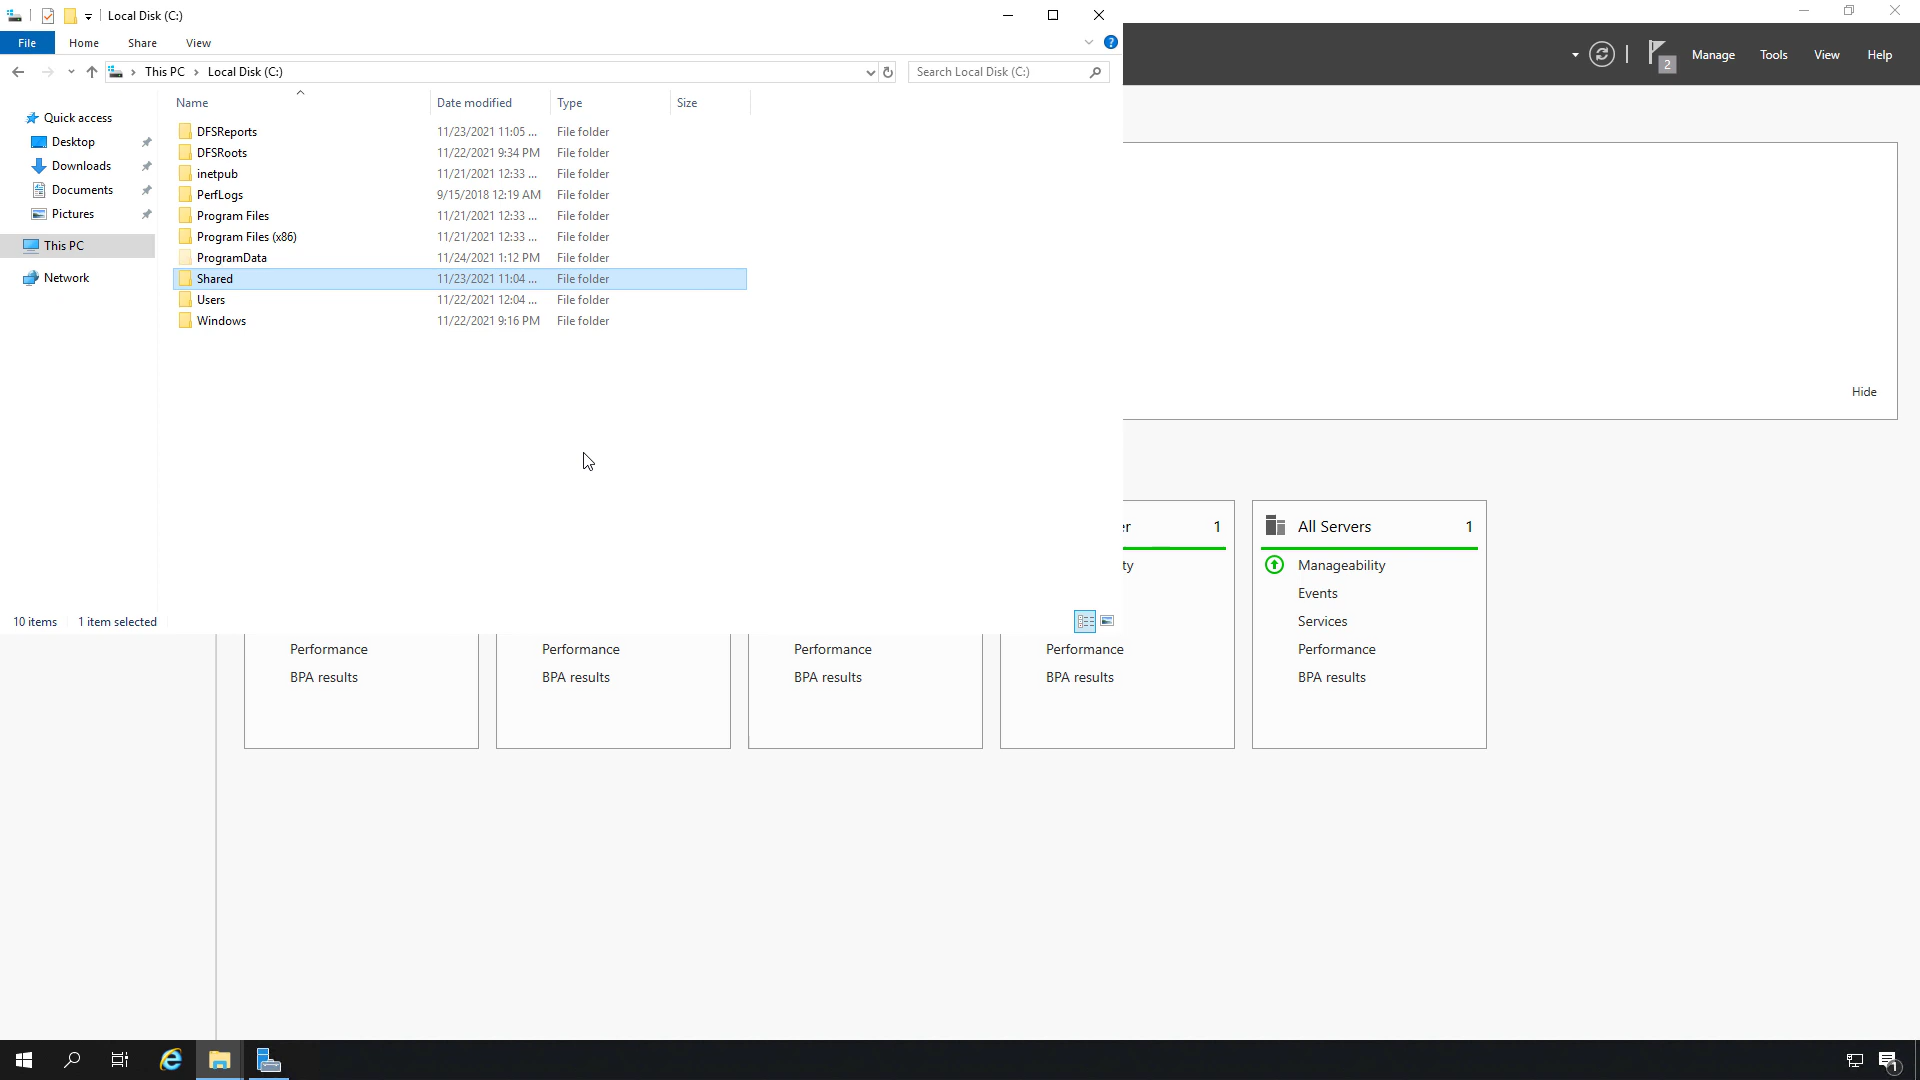 Local Disk (C:)
File Home Share View
This PC Local Disk (C:) Search Local Disk (C:)
2 Manage Tools View Help
Name Date modified Type Size
Quick access
Desktop
Downloads
Documents
Pictures
This PC
Network
DFSReports 11/23/2021 11:05 ... File folder
DFSRoots 11/22/2021 9:34 PM File folder
inetpub 11/21/2021 12:33 ... File folder
PerfLogs 9/15/2018 12:19 AM File folder
Program Files 11/21/2021 12:33 ... File folder
Program Files (x86) 11/21/2021 12:33 ... File folder
ProgramData 11/24/2021 1:12 PM File folder
Shared 11/23/2021 11:04 ... File folder
Users 11/22/2021 12:04 ... File folder
Windows 11/22/2021 9:16 PM File folder
10 items 1 item selected
Hide
er 1
ty
All Servers 1
Manageability
Events
Services
Performance
BPA results
Performance
BPA results
Performance
BPA results
Performance
BPA results
Performance
BPA results
1